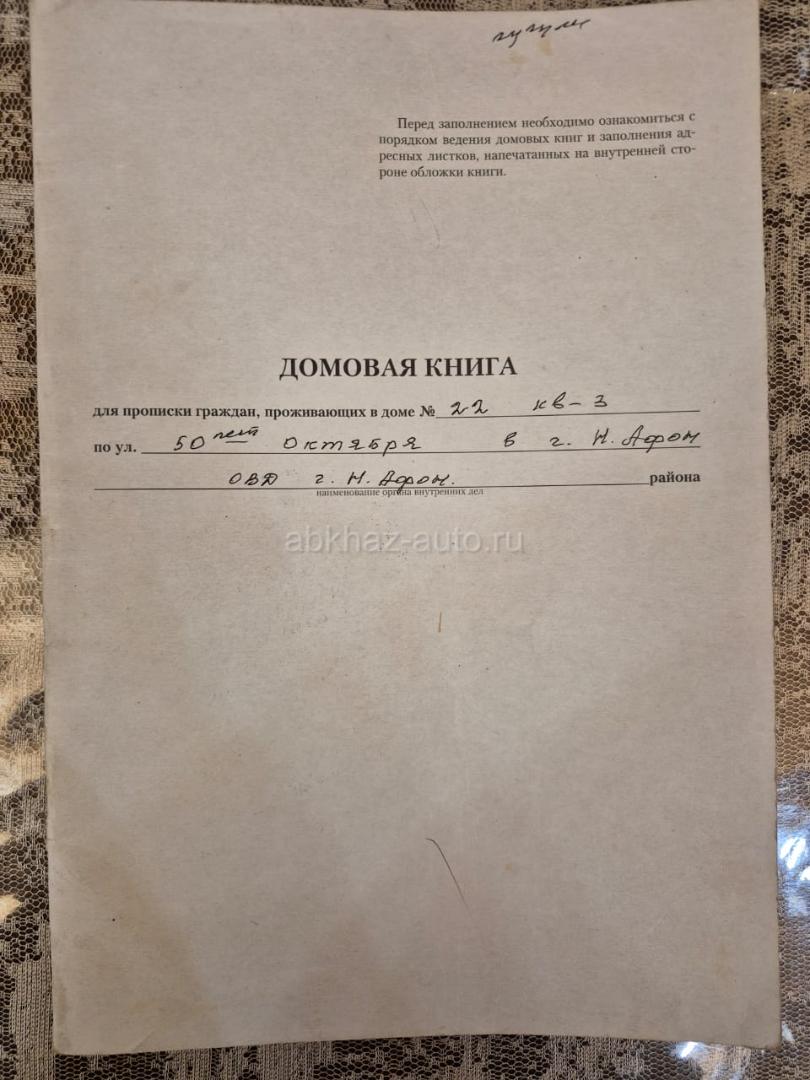 Перед заполнением необходимо ознакомиться с
порядком ведения домовых книг и заполнения ад-
ресных листков, напечатанных на внутренней сто-
роне обложки книги.
ДОМОВАЯ КНИГА
для прописки граждан, проживающих в доме № 22 кв-3
по ул. 50 лет Октября в г. Н. Афон
ОВД г. Н. Афон. района
наименование органа внутренних дел
abkhaz-auto.ru